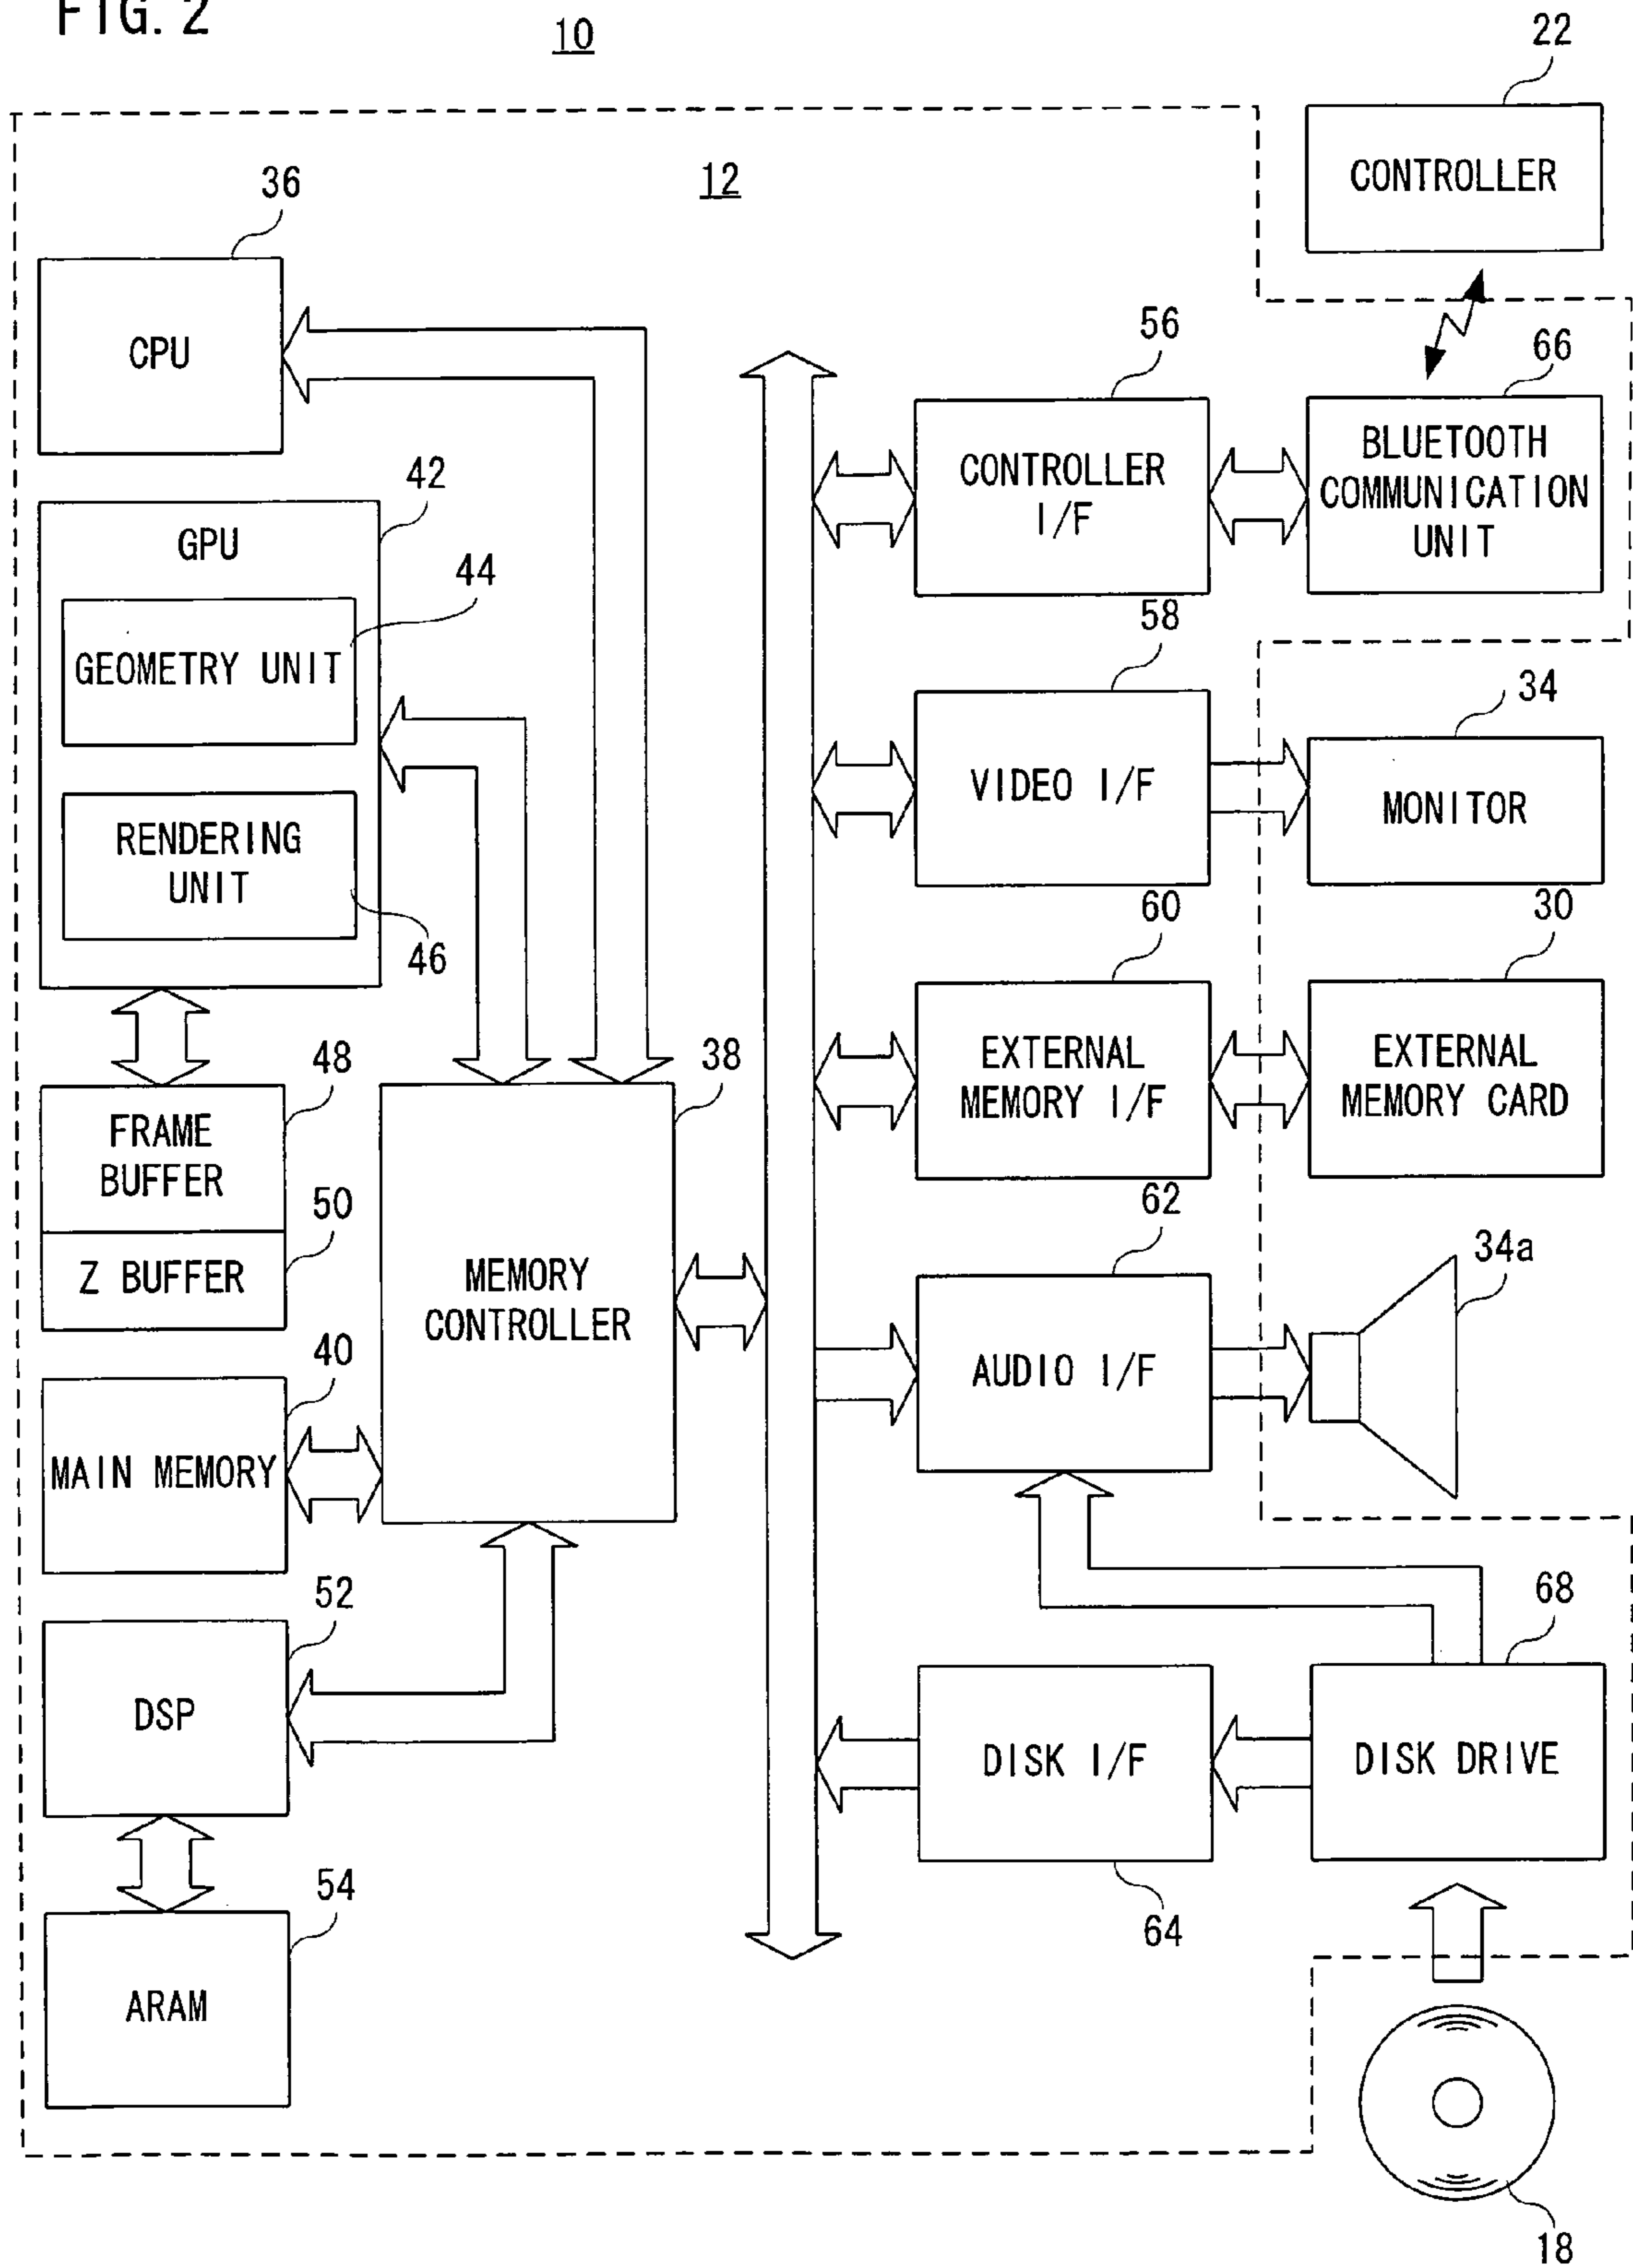 FIG. 2
10
22
CONTROLLER
12
36
CPU
56
66
CONTROLLER
I/F
BLUETOOTH
COMMUNICATION
UNIT
42
GPU
44
GEOMETRY UNIT
RENDERING
UNIT
46
58
34
VIDEO I/F
MONITOR
60
30
EXTERNAL
MEMORY I/F
EXTERNAL
MEMORY CARD
48
FRAME
BUFFER
50
Z BUFFER
38
MEMORY
CONTROLLER
62
34a
AUDIO I/F
40
MAIN MEMORY
52
DSP
68
DISK I/F
DISK DRIVE
64
54
ARAM
18